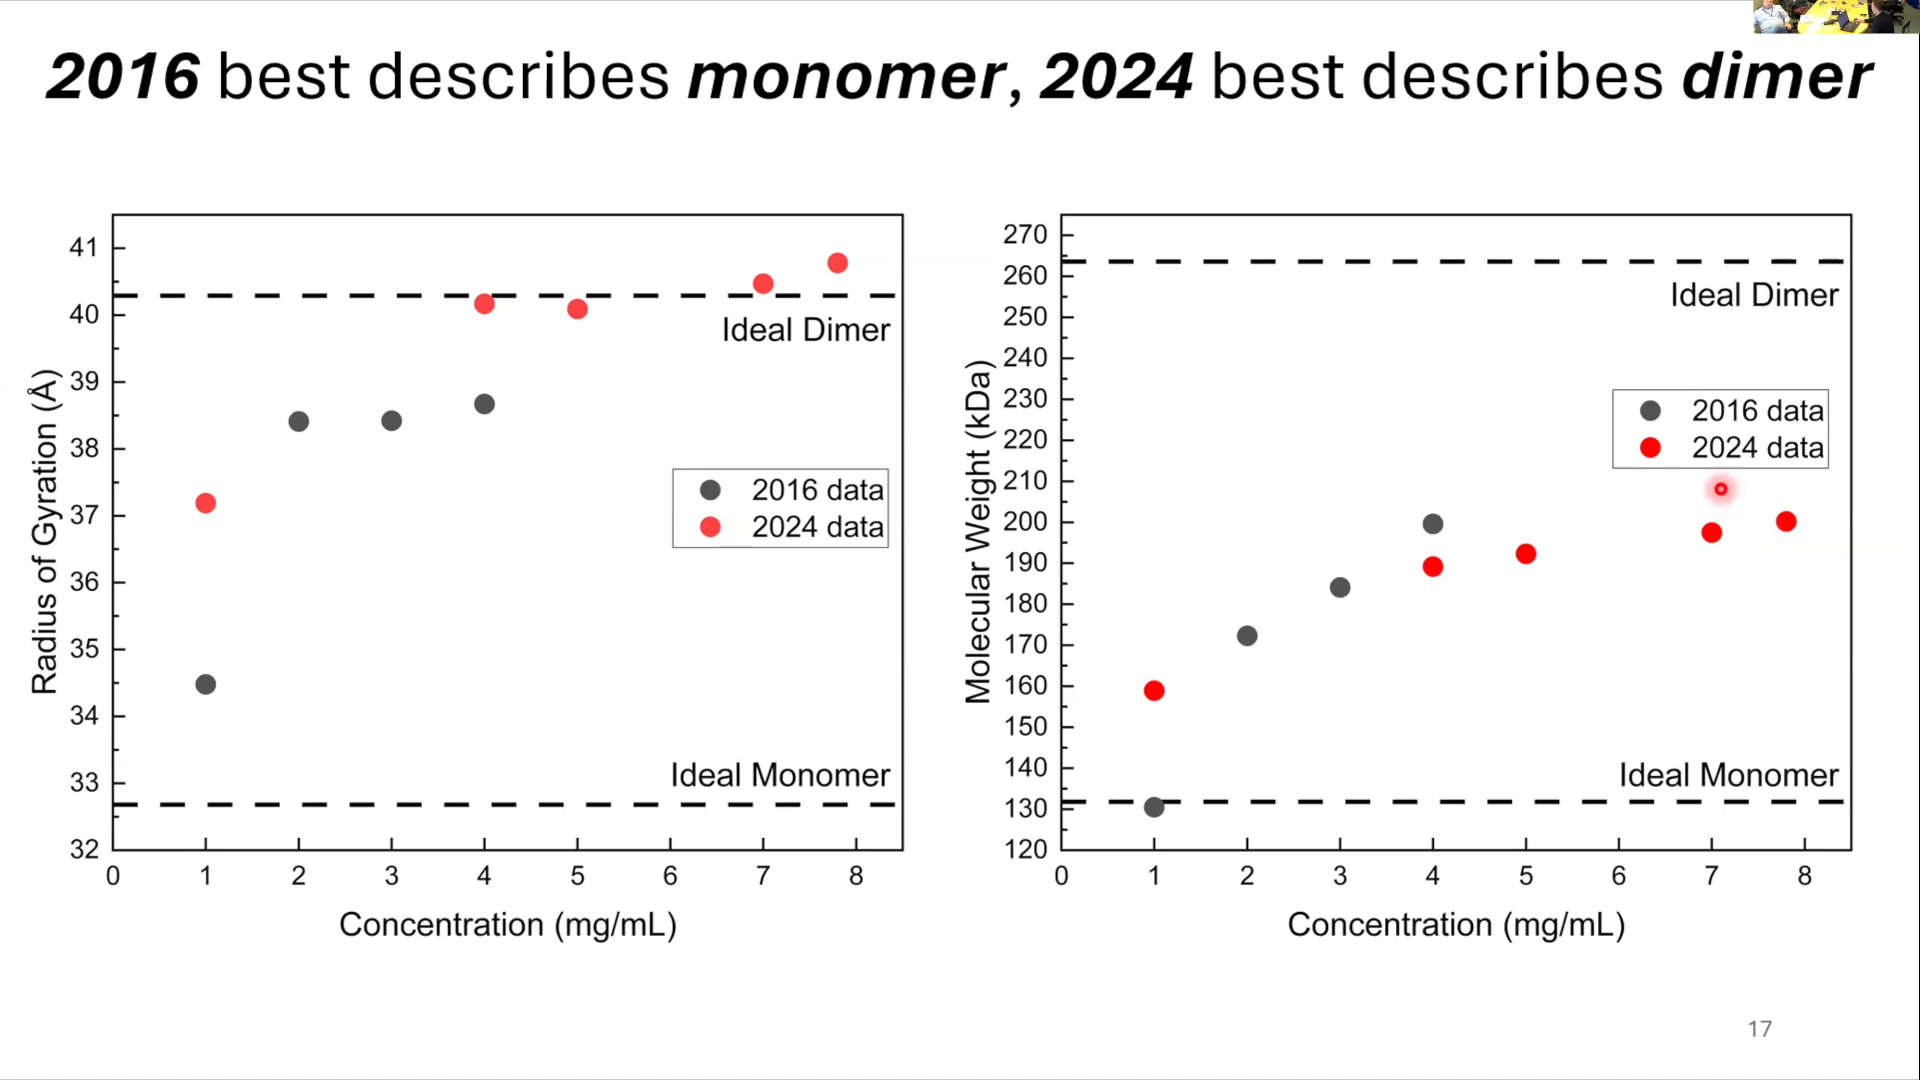 2016 best describes monomer, 2024 best describes dimer
41
40
39
38
37
36
35
34
33
32
Radius of Gyration (Å)
Ideal Dimer
2016 data
2024 data
Ideal Monomer
0 1 2 3 4 5 6 7 8
Concentration (mg/mL)
270
260
250
240
230
220
210
200
190
180
170
160
150
140
130
120
Molecular Weight (kDa)
Ideal Dimer
2016 data
2024 data
Ideal Monomer
0 1 2 3 4 5 6 7 8
Concentration (mg/mL)
17